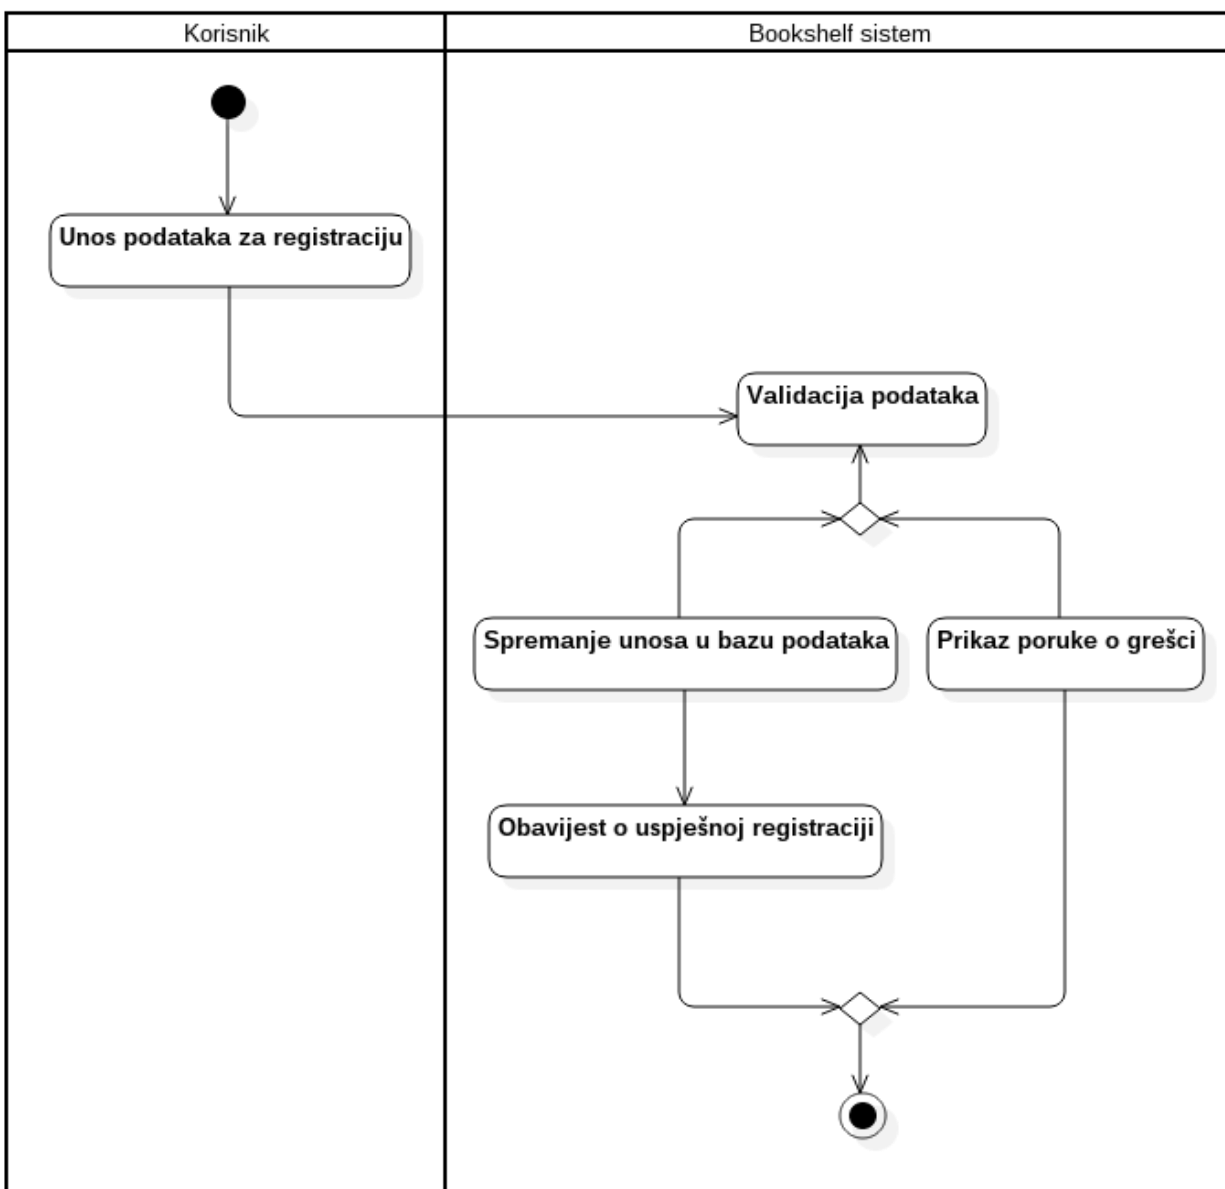 Korisnik
Bookshelf sistem
Unos podataka za registraciju
Validacija podataka
Spremanje unosa u bazu podataka
Prikaz poruke o grešci
Obavijest o uspješnoj registraciji